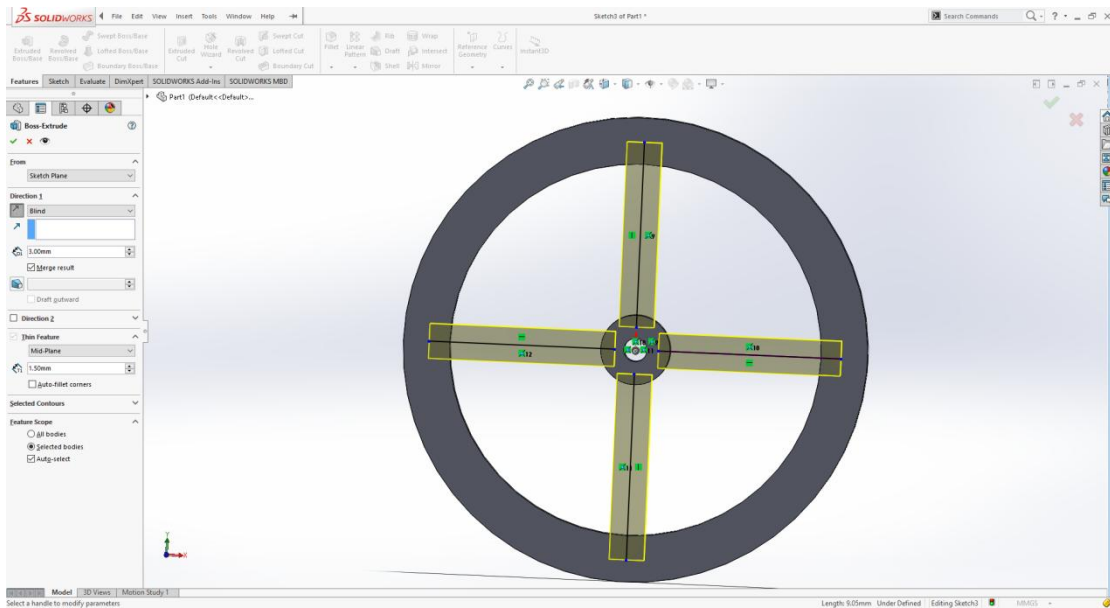 SOLIDWORKS File Edit View Insert Tools Window Help Sketch3 of Part1 * Search Commands
Extruded Boss/Base
Revolved Boss/Base
Swept Boss/Base
Lofted Boss/Base
Boundary Boss/Base
Extruded Cut
Hole Wizard
Revolved Cut
Swept Cut
Lofted Cut
Boundary Cut
Fillet
Linear Pattern
Rib
Draft
Shell
Wrap
Intersect
Mirror
Reference Geometry
Curves
Instant3D
Features Sketch Evaluate DimXpert SOLIDWORKS Add-Ins SOLIDWORKS MBD
Part1 (Default<<Default>...
Boss-Extrude
From
Sketch Plane
Direction 1
Blind
3.00mm
Merge result
Draft outward
Direction 2
Thin Feature
Mid-Plane
1.50mm
Auto-fillet corners
Selected Contours
Feature Scope
All bodies
Selected bodies
Auto-select
9
10
12
11
Y
X
Model 3D Views Motion Study 1
Select a handle to modify parameters Length: 9.05mm Under Defined Editing Sketch3 MMGS